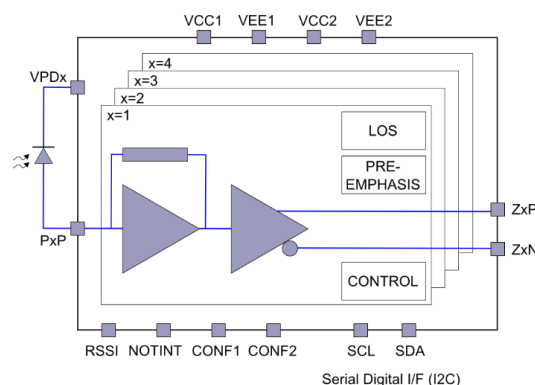 VCC1 VEE1 VCC2 VEE2
VPDx
x=4
x=3
x=2
x=1
LOS
PRE-
EMPHASIS
ZxP
PxP
ZxN
CONTROL
RSSI NOTINT CONF1 CONF2 SCL SDA
Serial Digital I/F (I2C)